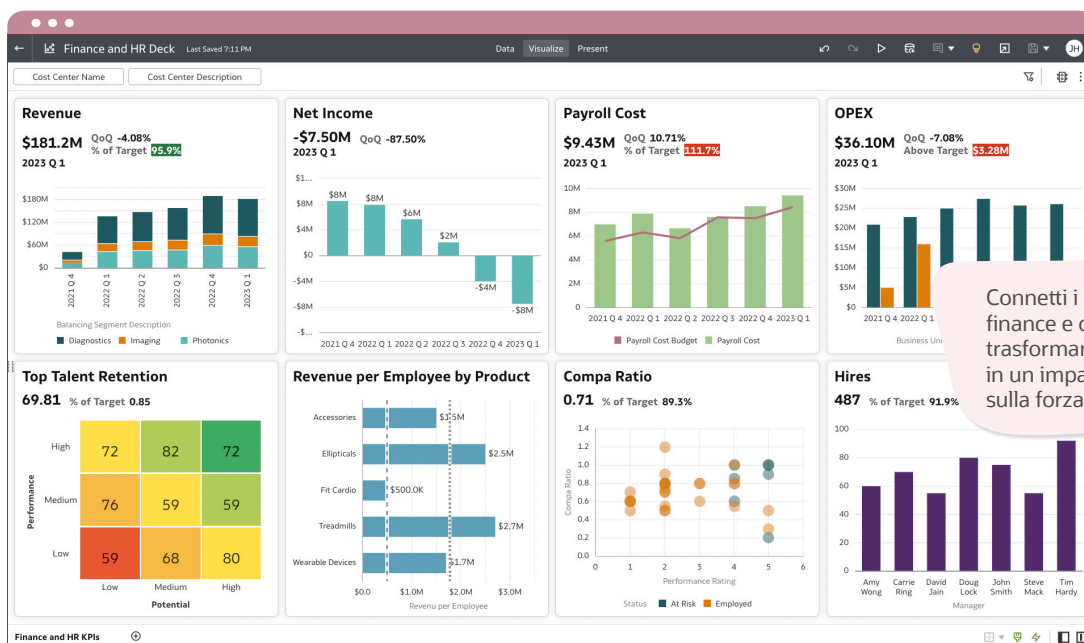 Finance and HR Deck Last Saved 7:11 PM Data Visualize Present JH
Cost Center Name Cost Center Description
Revenue
$181.2M QoQ -4.08%
% of Target 95.9%
2023 Q 1
$180M
$120M
$60M
$0
2021 Q 4 2022 Q 1 2022 Q 2 2022 Q 3 2022 Q 4 2023 Q 1
Balancing Segment Description
Diagnostics Imaging Photonics
Net Income
-$7.50M QoQ -87.50%
2023 Q 1
$1...
$8M
$4M
$0
-$4M
-$8M
-$...
$8M $8M $6M $2M -$4M -$8M
2021 Q 4 2022 Q 1 2022 Q 2 2022 Q 3 2022 Q 4 2023 Q 1
Payroll Cost
$9.43M QoQ 10.71%
% of Target 111.7%
2023 Q 1
10M
8M
6M
4M
2M
0
2021 Q 4 2022 Q 1 2022 Q 2 2022 Q 3 2022 Q 4 2023 Q 1
Payroll Cost Budget Payroll Cost
OPEX
$36.10M QoQ -7.08%
Above Target $3.28M
2023 Q 1
$30M
$20M
$15M
$10M
$5M
$0
2021 Q 4 2022 Q 1
Business Uni
Connetti i
finance e
trasformar
in un impa
sulla forza
Top Talent Retention
69.81 % of Target 0.85
Performance
High 72 82 72
Medium 76 59 59
Low 59 68 80
Low Medium High
Potential
Revenue per Employee by Product
Accessories $1.5M
Ellipticals $2.5M
Fit Cardio $500.0K
Treadmills $2.7M
Wearable Devices $1.7M
$0.0 $1.0M $2.0M $3.0M
Revenu per Employee
Compa Ratio
0.71 % of Target 89.3%
Compa Ratio
1.4
1.2
1.0
0.8
0.6
0.4
0.2
0.0
0 1 2 3 4 5 6
Performance Rating
Status At Risk Employed
Hires
487 % of Target 91.9%
100
80
60
40
20
0
Amy Carrie David Doug John Steve Tim
Wong Ring Jain Lock Smith Mack Hardy
Manager
Finance and HR KPIs